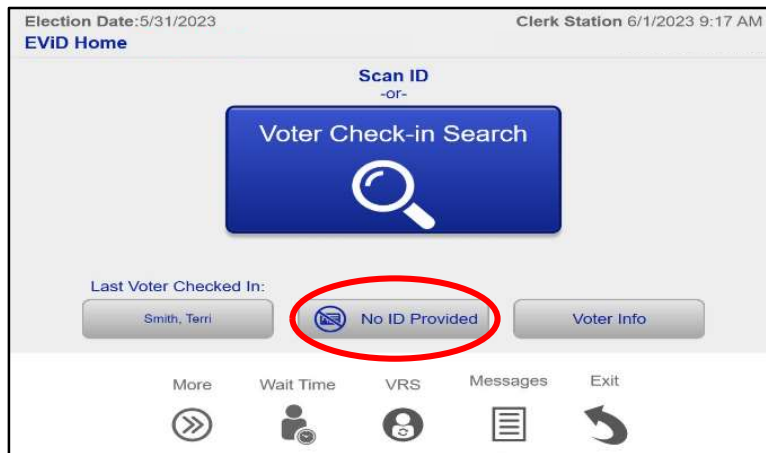 Election Date:5/31/2023 Clerk Station 6/1/2023 9:17 AM
EViD Home
Scan ID
-or-
Voter Check-in Search
Last Voter Checked In:
Smith, Terri No ID Provided Voter Info
More Wait Time VRS Messages Exit